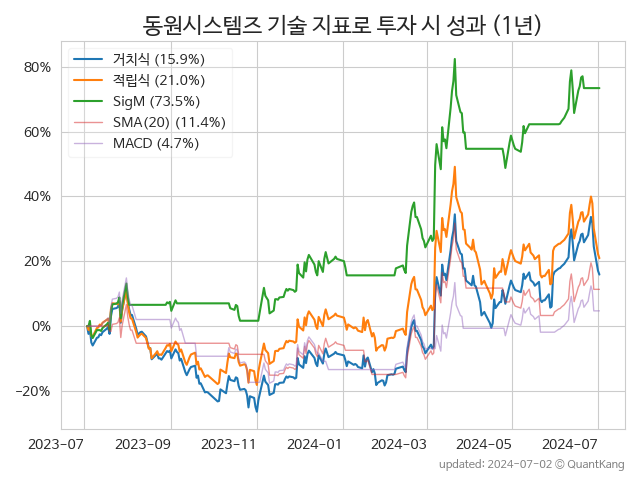 동원시스템즈 기술 지표로 투자 시 성과 (1년)
거치식 (15.9%)
적립식 (21.0%)
SigM (73.5%)
SMA(20) (11.4%)
MACD (4.7%)
80%
60%
40%
20%
0%
−20%
2023-07 2023-09 2023-11 2024-01 2024-03 2024-05 2024-07
updated: 2024-07-02 © QuantKang